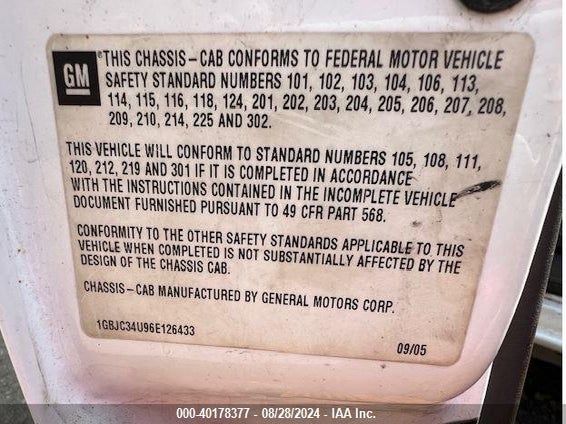 GM
®THIS CHASSIS-CAB CONFORMS TO FEDERAL MOTOR VEHICLE
SAFETY STANDARD NUMBERS 101, 102, 103, 104, 106, 113,
114, 115, 116, 118, 124, 201, 202, 203, 204, 205, 206, 207, 208,
209, 210, 214, 225 AND 302.
THIS VEHICLE WILL CONFORM TO STANDARD NUMBERS 105, 108, 111,
120, 212, 219 AND 301 IF IT IS COMPLETED IN ACCORDANCE
WITH THE INSTRUCTIONS CONTAINED IN THE INCOMPLETE VEHICLE
DOCUMENT FURNISHED PURSUANT TO 49 CFR PART 568.
CONFORMITY TO THE OTHER SAFETY STANDARDS APPLICABLE TO THIS
VEHICLE WHEN COMPLETED IS NOT SUBSTANTIALLY AFFECTED BY THE
DESIGN OF THE CHASSIS CAB.
CHASSIS-CAB MANUFACTURED BY GENERAL MOTORS CORP.
1GBJC34U96E126433
09/05
000-40178377 - 08/28/2024 - IAA Inc.